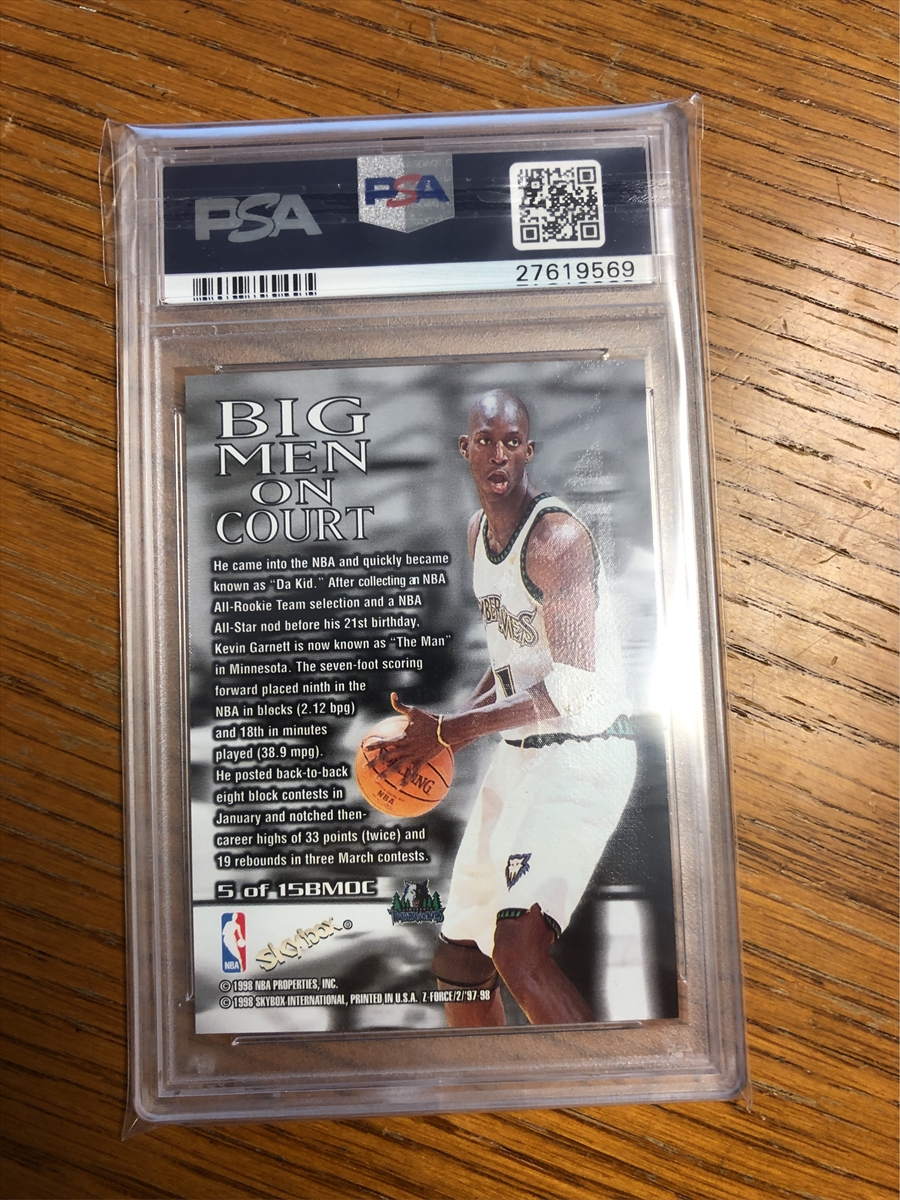 PSA
PSA
27619569
BIG
MEN
ON
COURT
He came into the NBA and quickly became
known as "Da Kid." After collecting an NBA
All-Rookie Team selection and a NBA
All-Star nod before his 21st birthday,
Kevin Garnett is now known as "The Man"
in Minnesota. The seven-foot scoring
forward placed ninth in the
NBA in blocks (2.12 bpg)
and 18th in minutes
played (38.9 mpg).
He posted back-to-back
eight block contests in
January and notched then-
career highs of 33 points (twice) and
19 rebounds in three March contests.
5 of 15BMOC
TIMBERWOLVES
NBA
SkyBox®
© 1998 NBA PROPERTIES, INC.
© 1998 SKYBOX INTERNATIONAL, PRINTED IN U.S.A. Z-FORCE/2/'97-98
NBA